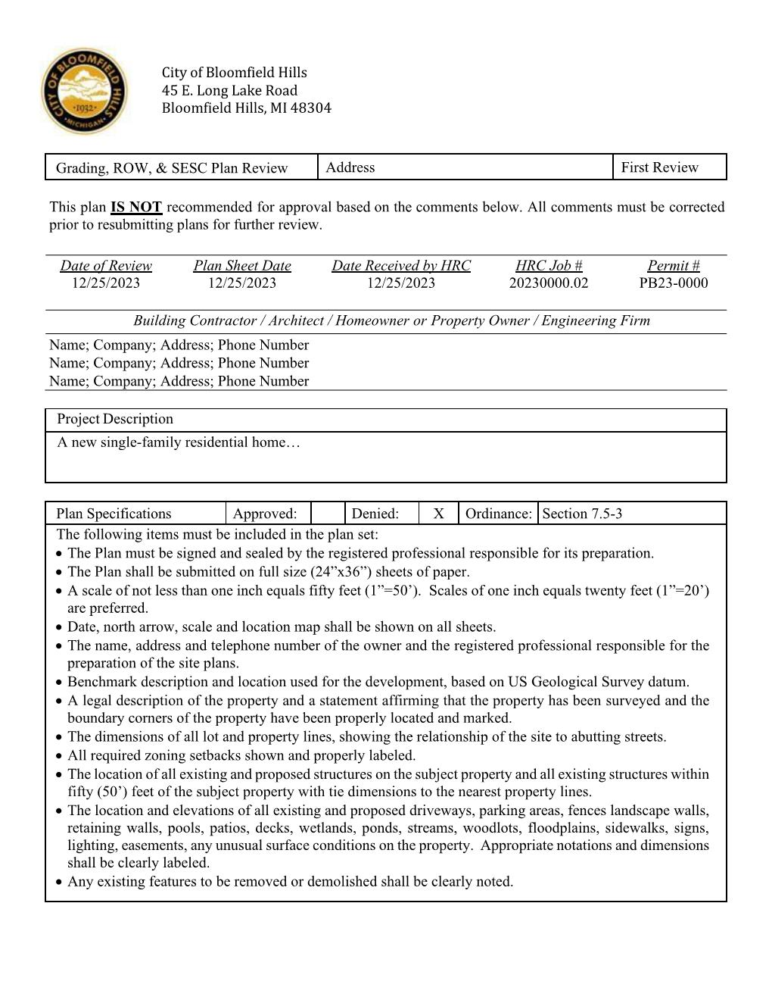 CITY OF BLOOMFIELD HILLS
·1932·
·MICHIGAN·
City of Bloomfield Hills
45 E. Long Lake Road
Bloomfield Hills, MI 48304
Grading, ROW, & SESC Plan Review Address First Review
This plan IS NOT recommended for approval based on the comments below. All comments must be corrected
prior to resubmitting plans for further review.
Date of Review Plan Sheet Date Date Received by HRC HRC Job # Permit #
12/25/2023 12/25/2023 12/25/2023 20230000.02 PB23-0000
Building Contractor / Architect / Homeowner or Property Owner / Engineering Firm
Name; Company; Address; Phone Number
Name; Company; Address; Phone Number
Name; Company; Address; Phone Number
Project Description
A new single-family residential home…
Plan Specifications Approved: Denied: X Ordinance: Section 7.5-3
The following items must be included in the plan set:
• The Plan must be signed and sealed by the registered professional responsible for its preparation.
• The Plan shall be submitted on full size (24”x36”) sheets of paper.
• A scale of not less than one inch equals fifty feet (1”=50’). Scales of one inch equals twenty feet (1”=20’)
are preferred.
• Date, north arrow, scale and location map shall be shown on all sheets.
• The name, address and telephone number of the owner and the registered professional responsible for the
preparation of the site plans.
• Benchmark description and location used for the development, based on US Geological Survey datum.
• A legal description of the property and a statement affirming that the property has been surveyed and the
boundary corners of the property have been properly located and marked.
• The dimensions of all lot and property lines, showing the relationship of the site to abutting streets.
• All required zoning setbacks shown and properly labeled.
• The location of all existing and proposed structures on the subject property and all existing structures within
fifty (50’) feet of the subject property with tie dimensions to the nearest property lines.
• The location and elevations of all existing and proposed driveways, parking areas, fences landscape walls,
retaining walls, pools, patios, decks, wetlands, ponds, streams, woodlots, floodplains, sidewalks, signs,
lighting, easements, any unusual surface conditions on the property. Appropriate notations and dimensions
shall be clearly labeled.
• Any existing features to be removed or demolished shall be clearly noted.